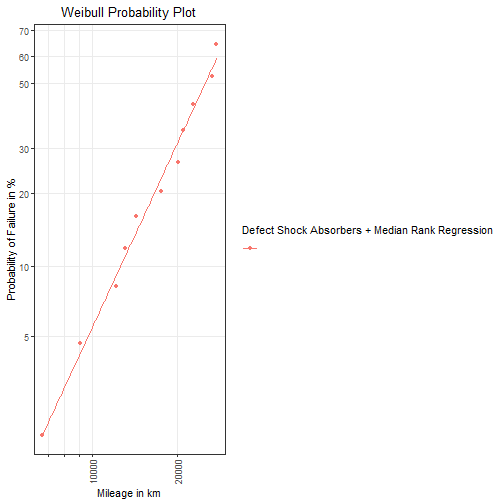 Weibull Probability Plot
70
60
50
30
20
10
5
Probability of Failure in %
10000
20000
Mileage in km
Defect Shock Absorbers + Median Rank Regression